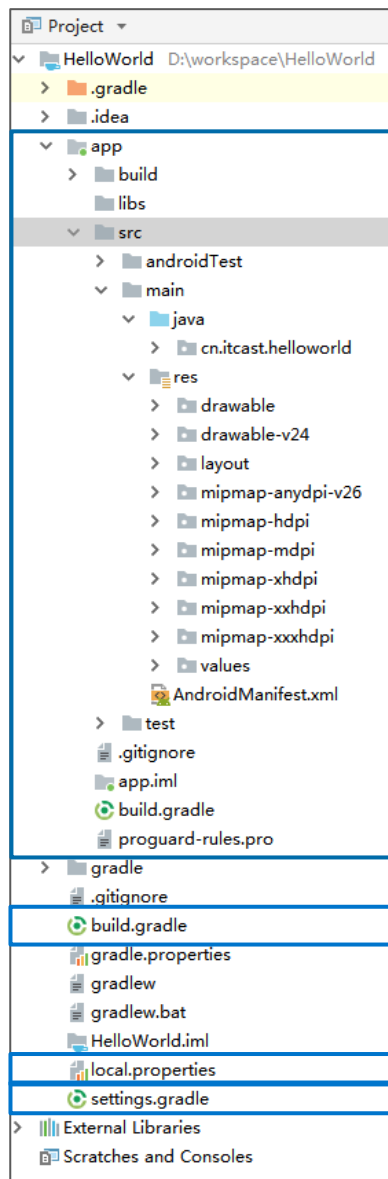 Project
HelloWorld D:\workspace\HelloWorld
.gradle
.idea
app
build
libs
src
androidTest
main
java
cn.itcast.helloworld
res
drawable
drawable-v24
layout
mipmap-anydpi-v26
mipmap-hdpi
mipmap-mdpi
mipmap-xhdpi
mipmap-xxhdpi
mipmap-xxxhdpi
values
AndroidManifest.xml
test
.gitignore
app.iml
build.gradle
proguard-rules.pro
gradle
.gitignore
build.gradle
gradle.properties
gradlew
gradlew.bat
HelloWorld.iml
local.properties
settings.gradle
External Libraries
Scratches and Consoles